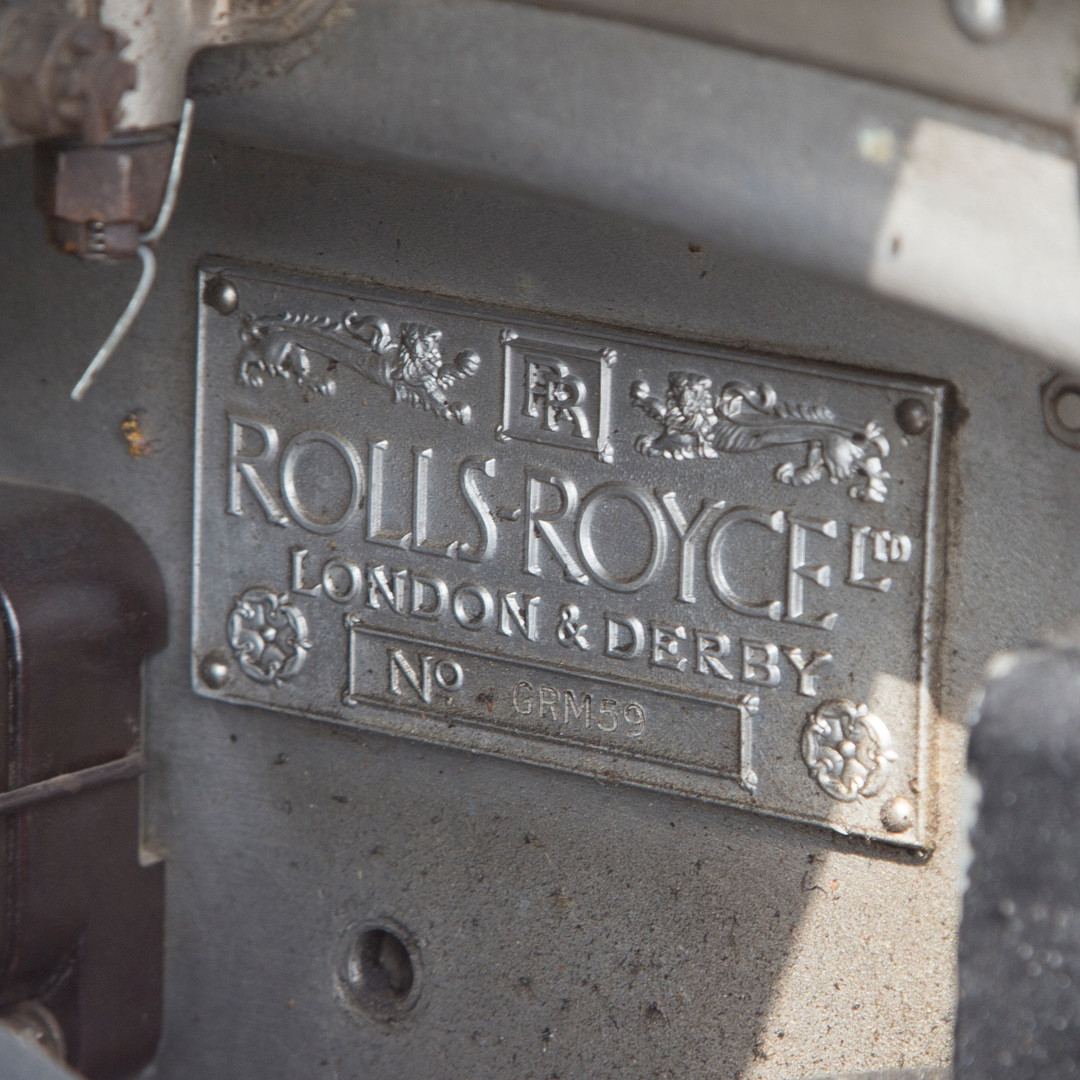 RR
ROLLS-ROYCE LTD
LONDON & DERBY
No GRM59